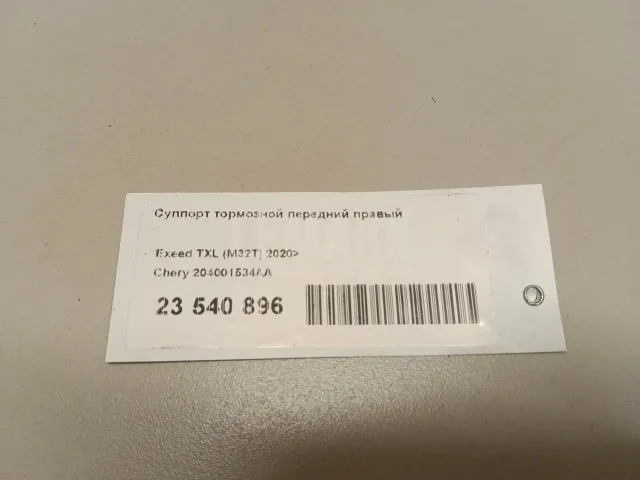 Суппорт тормозной передний правый
Exeed TXL (M32T) 2020>
Chery 204001534AA
23 540 896